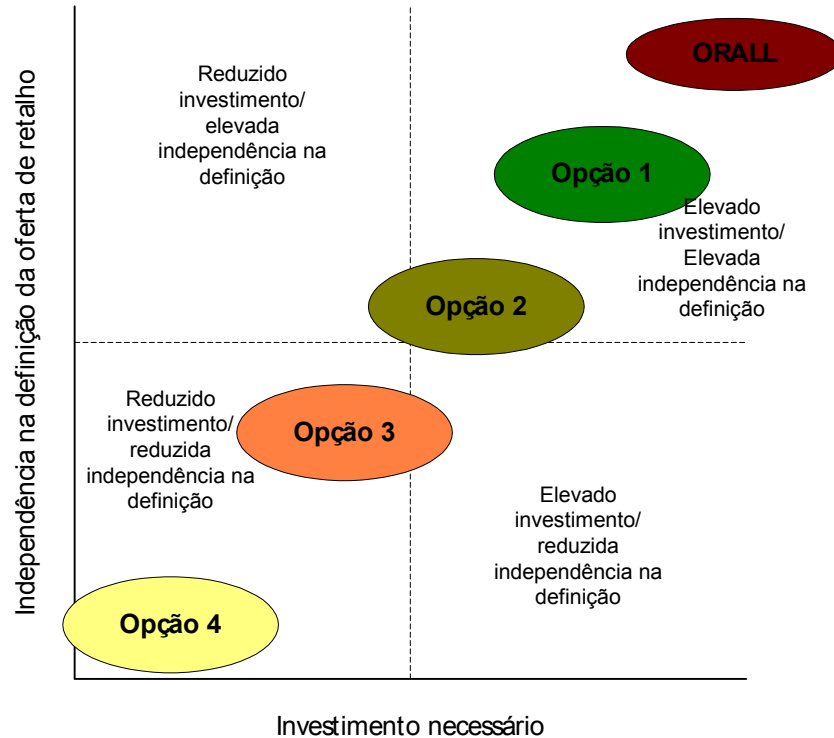 Independência na definição da oferta de retalho
ORALL
Reduzido
investimento/
elevada
independência na
definição
Opção 1
Elevado
investimento/
Elevada
independência na
definição
Opção 2
Reduzido
investimento/
reduzida
independência na
definição
Opção 3
Elevado
investimento/
reduzida
independência na
definição
Opção 4
Investimento necessário